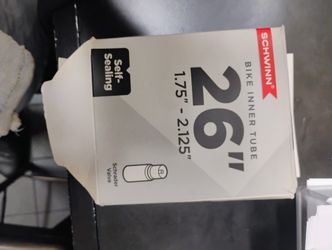 SCHWINN
BIKE INNER TUBE
26"
1.75" - 2.125"
Self-
Sealing
Schrader
Valve